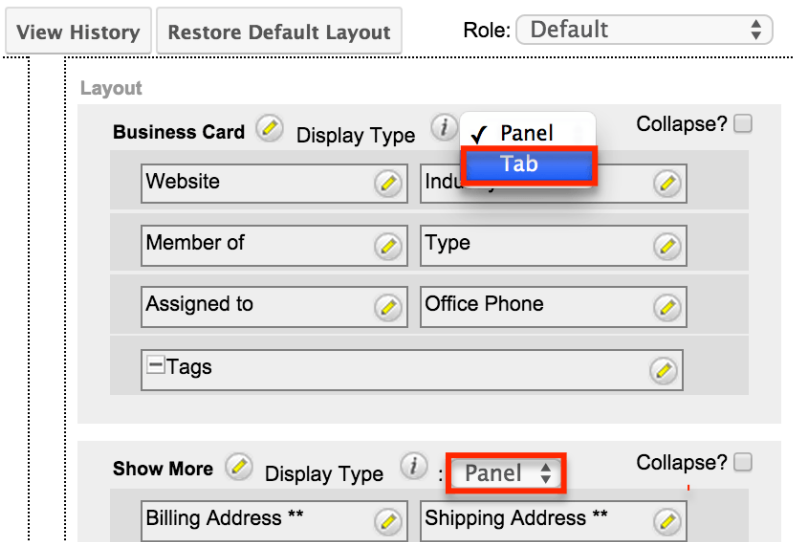 View History Restore Default Layout Role: Default
Layout
Business Card Display Type i ✓ Panel Collapse?
Tab
Website
Member of Type
Assigned to Office Phone
Tags
Show More Display Type i : Panel Collapse?
Billing Address ** Shipping Address **